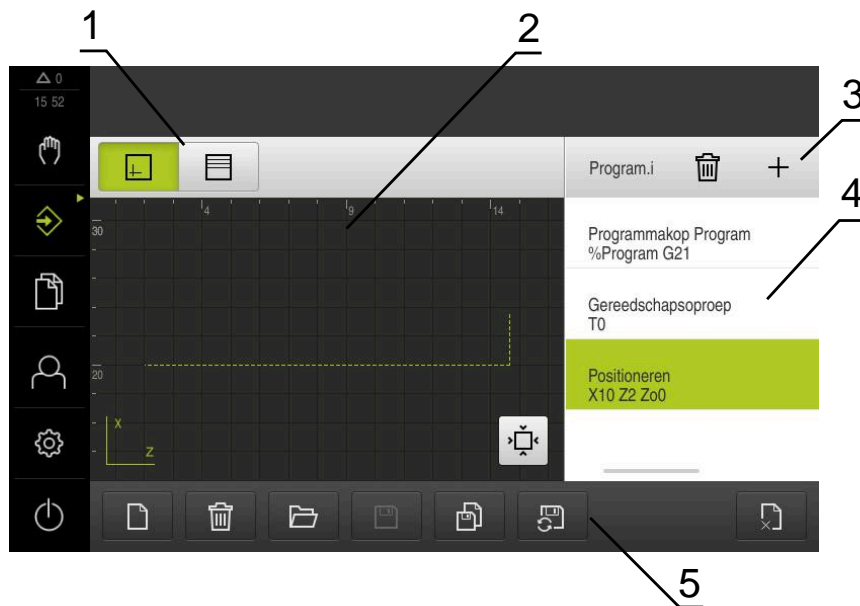 1
2
3
4
5
0
15 52
Program.i
4
9
14
30
20
X
Z
Programmakop Program
%Program G21
Gereedschapsoproep
T0
Positioneren
X10 Z2 Zo0